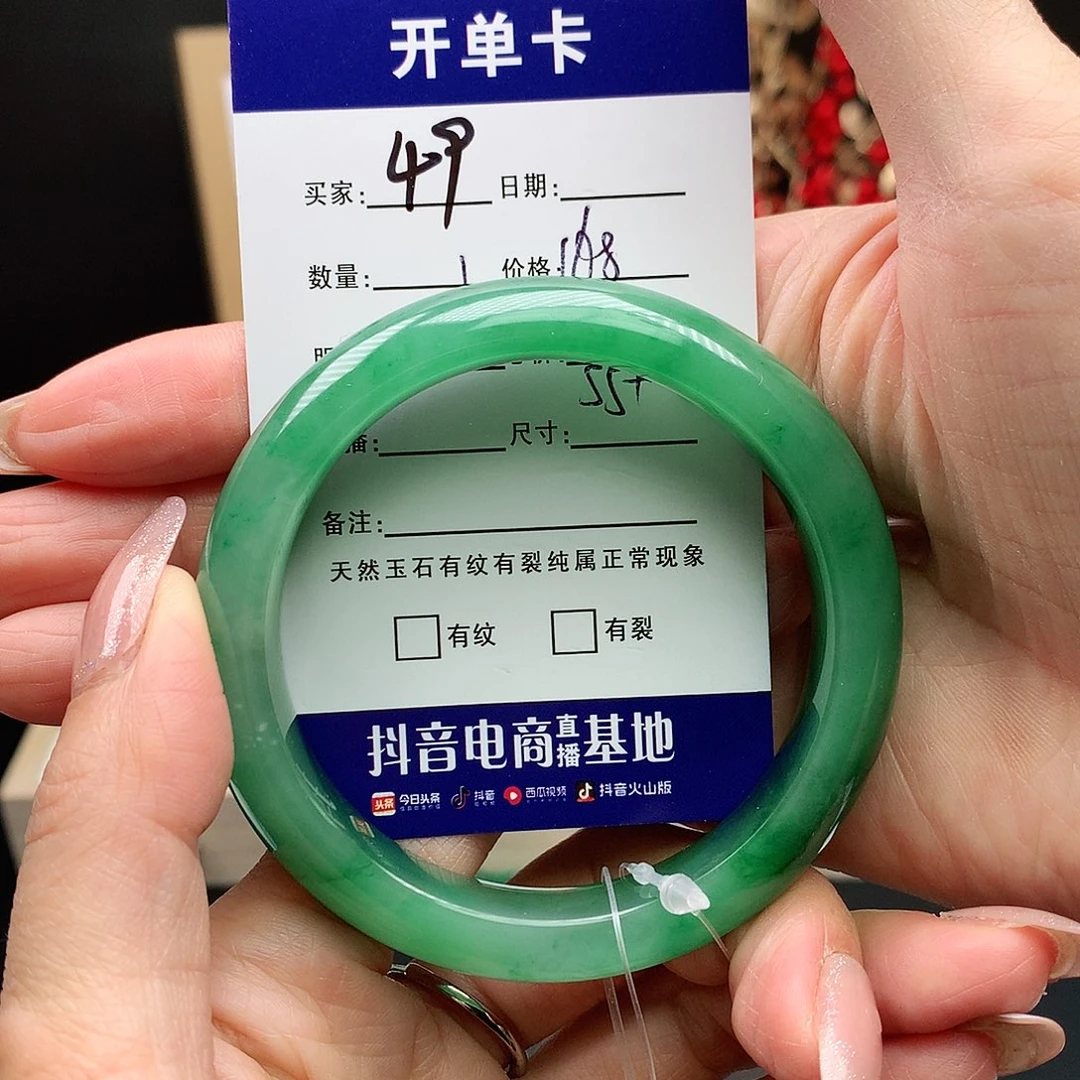 开单卡
买家: 49 日期:
数量: 1 价格: 168
55+
播: 尺寸:
备注:
天然玉石有纹有裂纯属正常现象
有纹 有裂
抖音电商直播基地
头条 今日头条 抖音 西瓜视频 抖音火山版